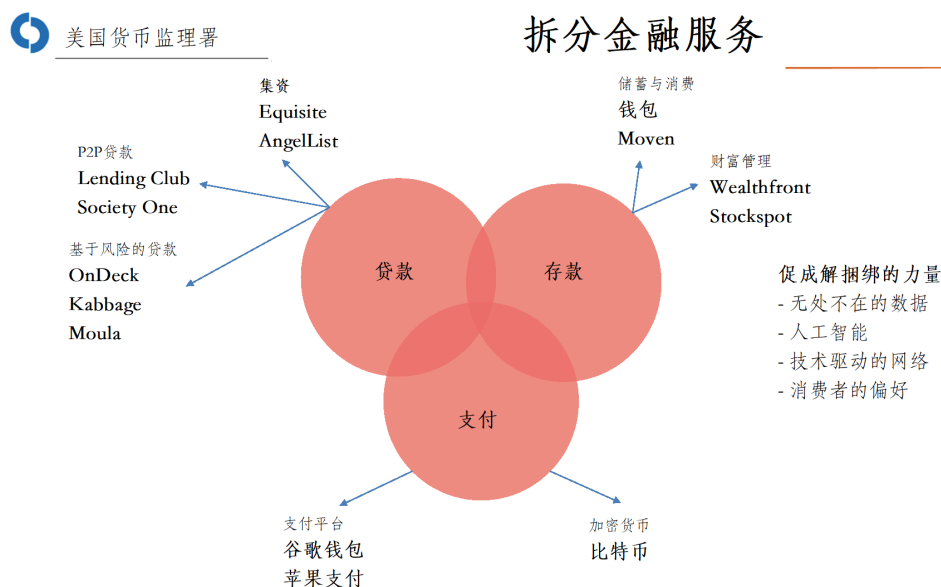 美国货币监理署
拆分金融服务
集资
Equisite
AngelList
储蓄与消费
钱包
Moven
P2P贷款
Lending Club
Society One
财富管理
Wealthfront
Stockspot
基于风险的贷款
OnDeck
Kabbage
Moula
贷款
存款
支付
促成解捆绑的力量
- 无处不在的数据
- 人工智能
- 技术驱动的网络
- 消费者的偏好
支付平台
谷歌钱包
苹果支付
加密货币
比特币